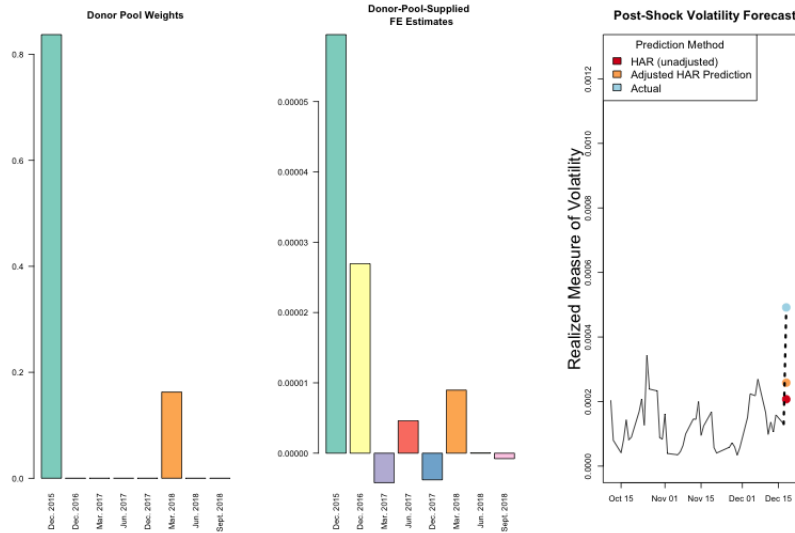 Donor Pool Weights
0.8
0.6
0.4
0.2
0.0
Dec. 2015
Dec. 2016
Mar. 2017
Jun. 2017
Dec. 2017
Mar. 2018
Jun. 2018
Sept. 2018
Donor-Pool-Supplied
FE Estimates
0.00005
0.00004
0.00003
0.00002
0.00001
0.00000
Dec. 2015
Dec. 2016
Mar. 2017
Jun. 2017
Dec. 2017
Mar. 2018
Jun. 2018
Sept. 2018
Post-Shock Volatility Forecast
Prediction Method
HAR (unadjusted)
Adjusted HAR Prediction
Actual
Realized Measure of Volatility
0.0012
0.0010
0.0008
0.0006
0.0004
0.0002
0.0000
Oct 15
Nov 01
Nov 15
Dec 01
Dec 15